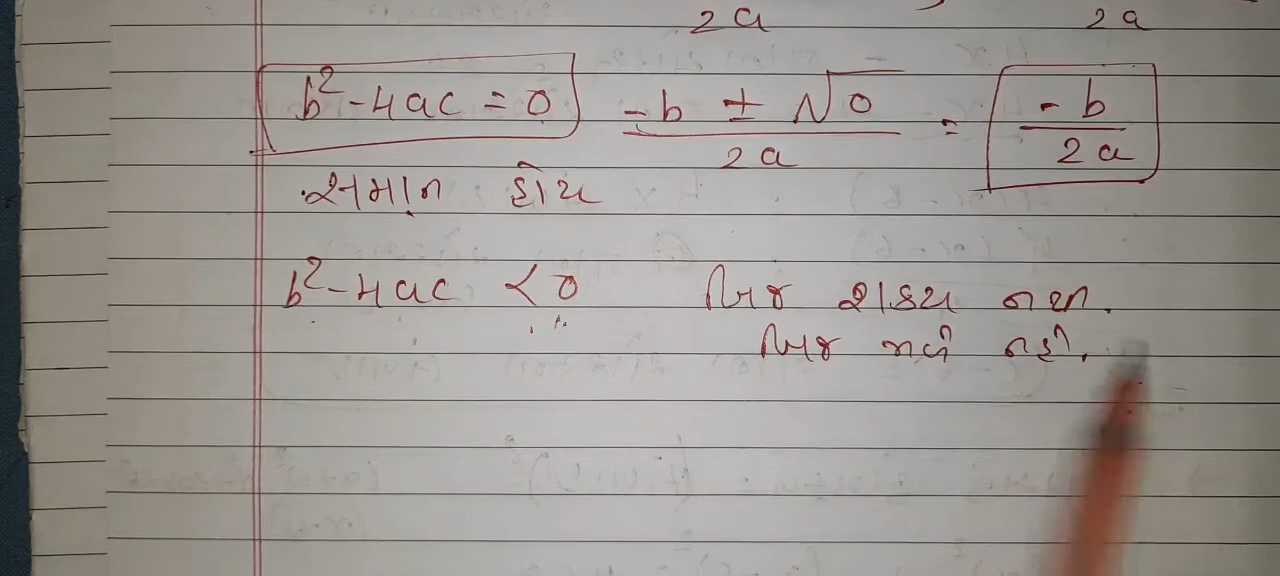 2a 2a
b² - 4ac = 0 -b ± √0 / 2a = -b / 2a
સમાન હોય
b² - 4ac < 0 બિજ શક્ય નથી.
બિજ મળે નહીં.